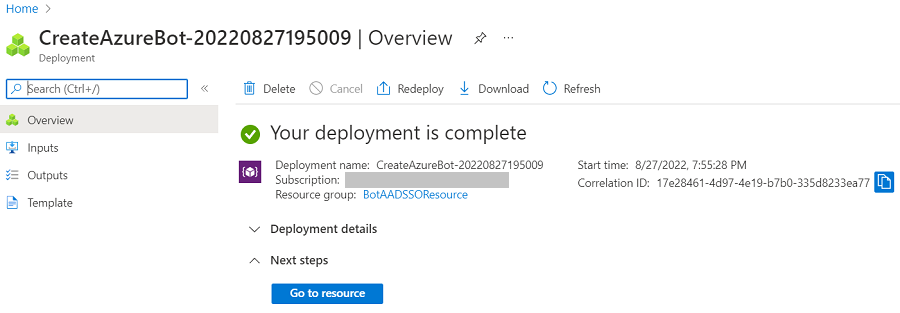 Home >
CreateAzureBot-20220827195009 | Overview ...
Deployment
Search (Ctrl+/) «
Delete Cancel Redeploy Download Refresh
Overview
Inputs
Outputs
Template
Your deployment is complete
Deployment name: CreateAzureBot-20220827195009 Start time: 8/27/2022, 7:55:28 PM
Subscription: Correlation ID: 17e28461-4d97-4e19-b7b0-335d8233ea77
Resource group: BotAADSSOResource
Deployment details
Next steps
Go to resource